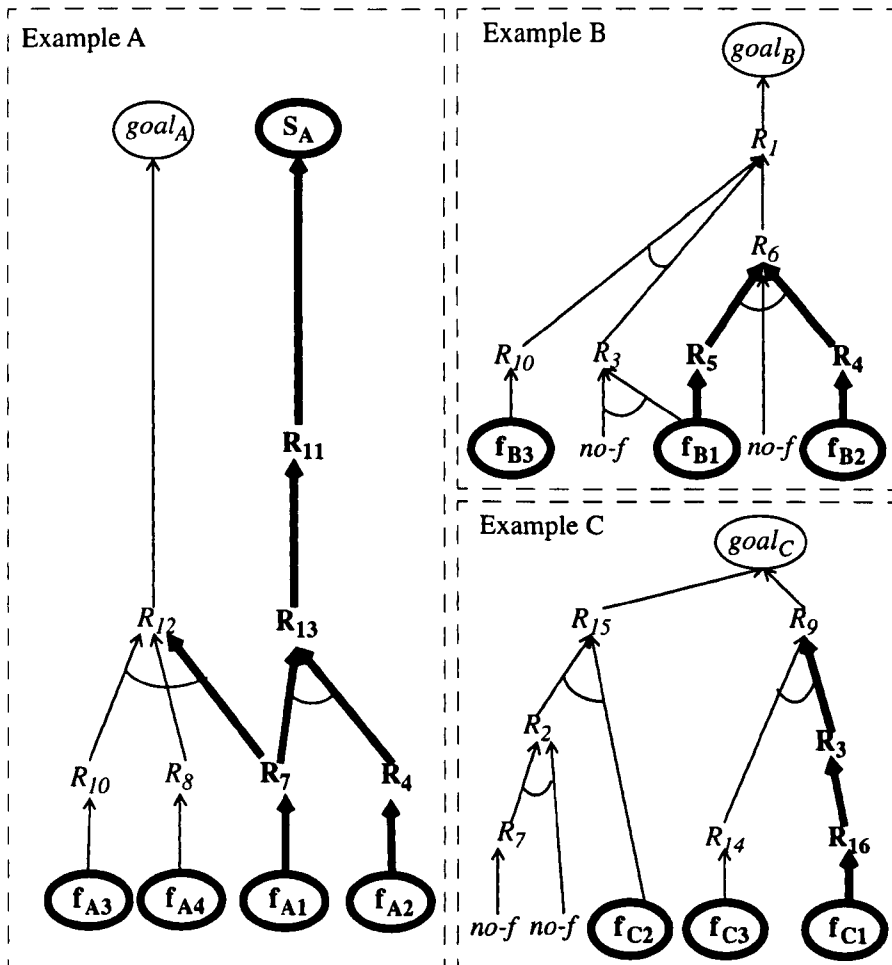 Example A
goal_A
S_A
R_11
R_12
R_13
R_10
R_8
R_7
R_4
f_A3
f_A4
f_A1
f_A2
Example B
goal_B
R_1
R_6
R_10
R_3
R_5
R_4
f_B3
no-f
f_B1
no-f
f_B2
Example C
goal_C
R_15
R_9
R_2
R_3
R_7
R_14
R_16
no-f
no-f
f_C2
f_C3
f_C1